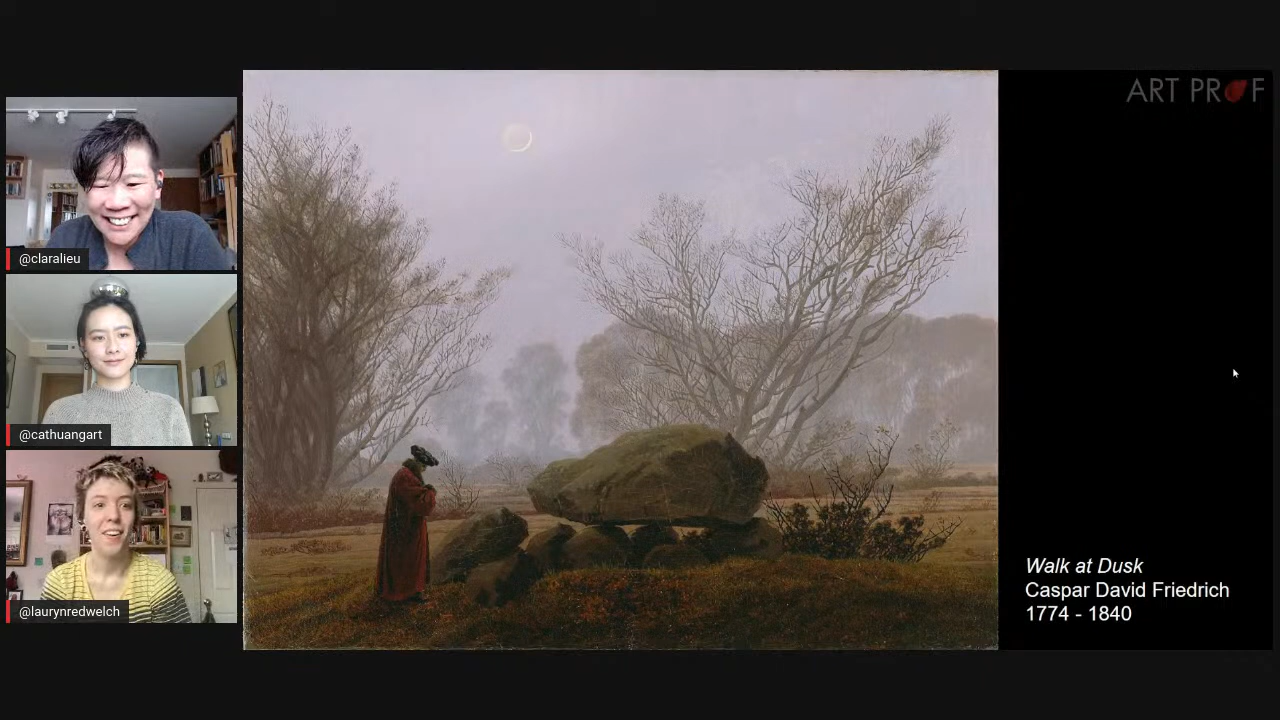 ART PROF
@claralieu
@cathuangart
@laurynredwelch
Walk at Dusk
Caspar David Friedrich
1774 - 1840